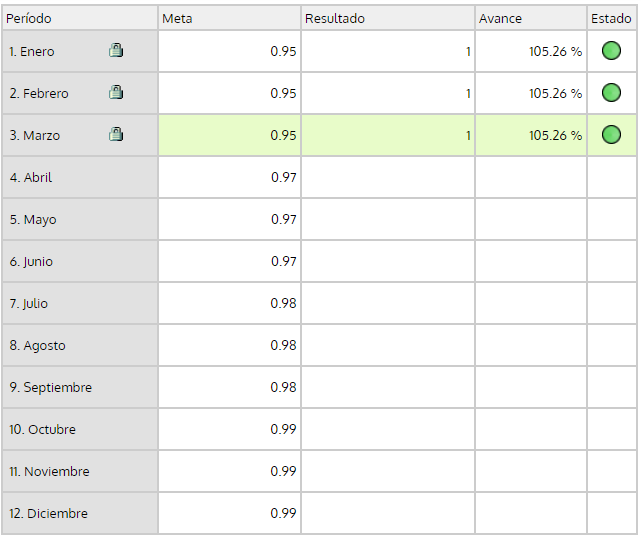 Período Meta Resultado Avance Estado
1. Enero 0.95 1 105.26 %
2. Febrero 0.95 1 105.26 %
3. Marzo 0.95 1 105.26 %
4. Abril 0.97
5. Mayo 0.97
6. Junio 0.97
7. Julio 0.98
8. Agosto 0.98
9. Septiembre 0.98
10. Octubre 0.99
11. Noviembre 0.99
12. Diciembre 0.99